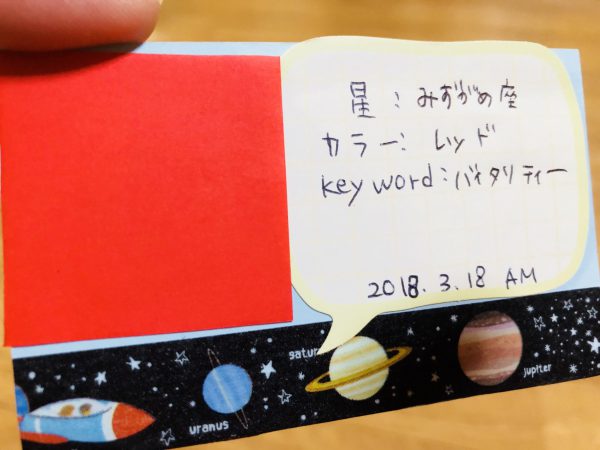 星：みずがめ座
カラー：レッド
key word：バイタリティー
2018.3.18 AM
uranus
saturn
jupiter